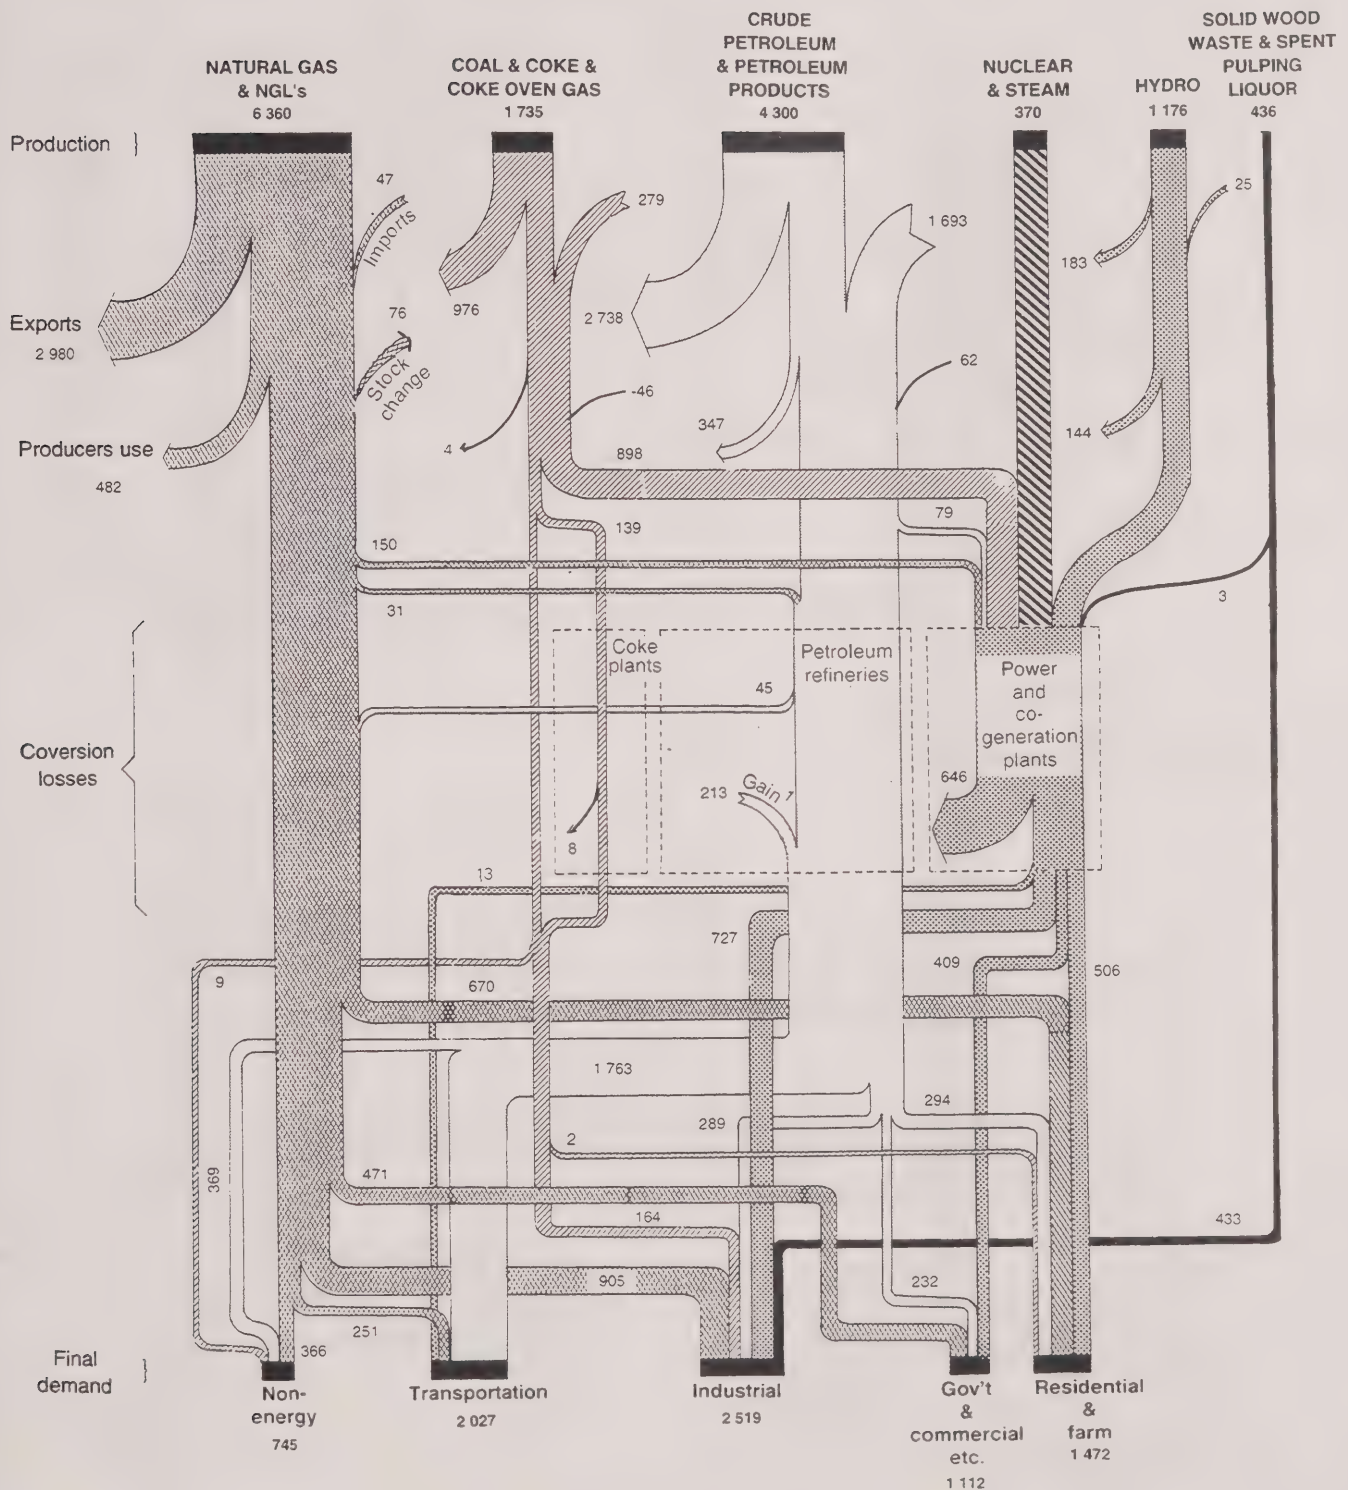 NATURAL GAS
& NGL's
6 360
COAL & COKE &
COKE OVEN GAS
1 735
CRUDE
PETROLEUM
& PETROLEUM
PRODUCTS
4 300
NUCLEAR
& STEAM
370
HYDRO
1 176
SOLID WOOD
WASTE & SPENT
PULPING
LIQUOR
436
Production
47
Imports
279
1 693
25
183
Exports
2 980
76
Stock
change
976
2 738
62
-46
Producers use
482
4
347
144
898
79
139
150
31
3
Coke
plants
Petroleum
refineries
Power
and
co-
generation
plants
45
Coversion
losses
213
Gain 1
646
8
13
727
409
506
9
670
1 763
294
289
2
369
471
164
433
905
232
251
366
Final
demand
Non-
energy
745
Transportation
2 027
Industrial
2 519
Gov't
&
commercial
etc.
1 112
Residential
&
farm
1 472